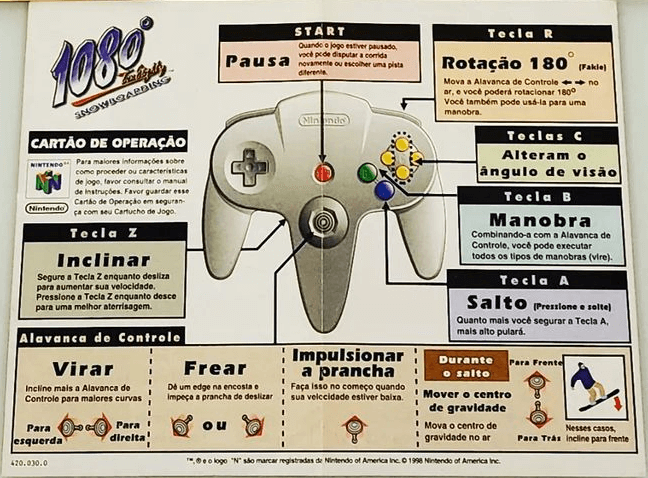 1080°
SNOWBOARDING
START
Pausa
Quando o jogo estiver pausado,
você pode disputar a corrida
novamente ou escolher uma pista
diferente.
Tecla R
Rotação 180° (Fakie)
Mova a Alavanca de Controle no
ar, e você poderá rotacionar 180º
Você também pode usá-la para uma
manobra.
Nintendo
Teclas C
Alteram o
ângulo de visão
CARTÃO DE OPERAÇÃO
NINTENDO
Nintendo
Para maiores informações sobre
como proceder ou características
de jogo, favor consultar o manual
de Instruções. Favor guardar esse
Cartão de Operação em seguran-
ça com seu Cartucho de Jogo.
Tecla B
Manobra
Combinando-a com a Alavanca de
Controle, você pode executar
todos os tipos de manobras (vire).
Tecla Z
Inclinar
Segure a Tecla Z enquanto desliza
para aumentar sua velocidade.
Pressione a Tecla Z enquanto desce
para uma melhor aterrisagem.
Tecla A
Salto (Pressione e solte)
Quanto mais você segurar a Tecla A,
mais alto pulará.
Alavanca de Controle
Virar
Incline mais a Alavanca de
Controle para maiores curvas
Para
esquerda
Para
direita
Frear
Dê um edge na encosta e
impeça a prancha de deslizar
ou
Impulsionar
a prancha
Faça isso no começo quando
sua velocidade estiver baixa.
Durante
o salto
Mover o centro
de gravidade
Mova o centro de
gravidade no ar
Para Frente
Para Trás
Nesses casos,
incline para frente
420.030.0
™, ® e o logo "N" são marcar registradas da Nintendo of America Inc. © 1998 Nintendo of America Inc.